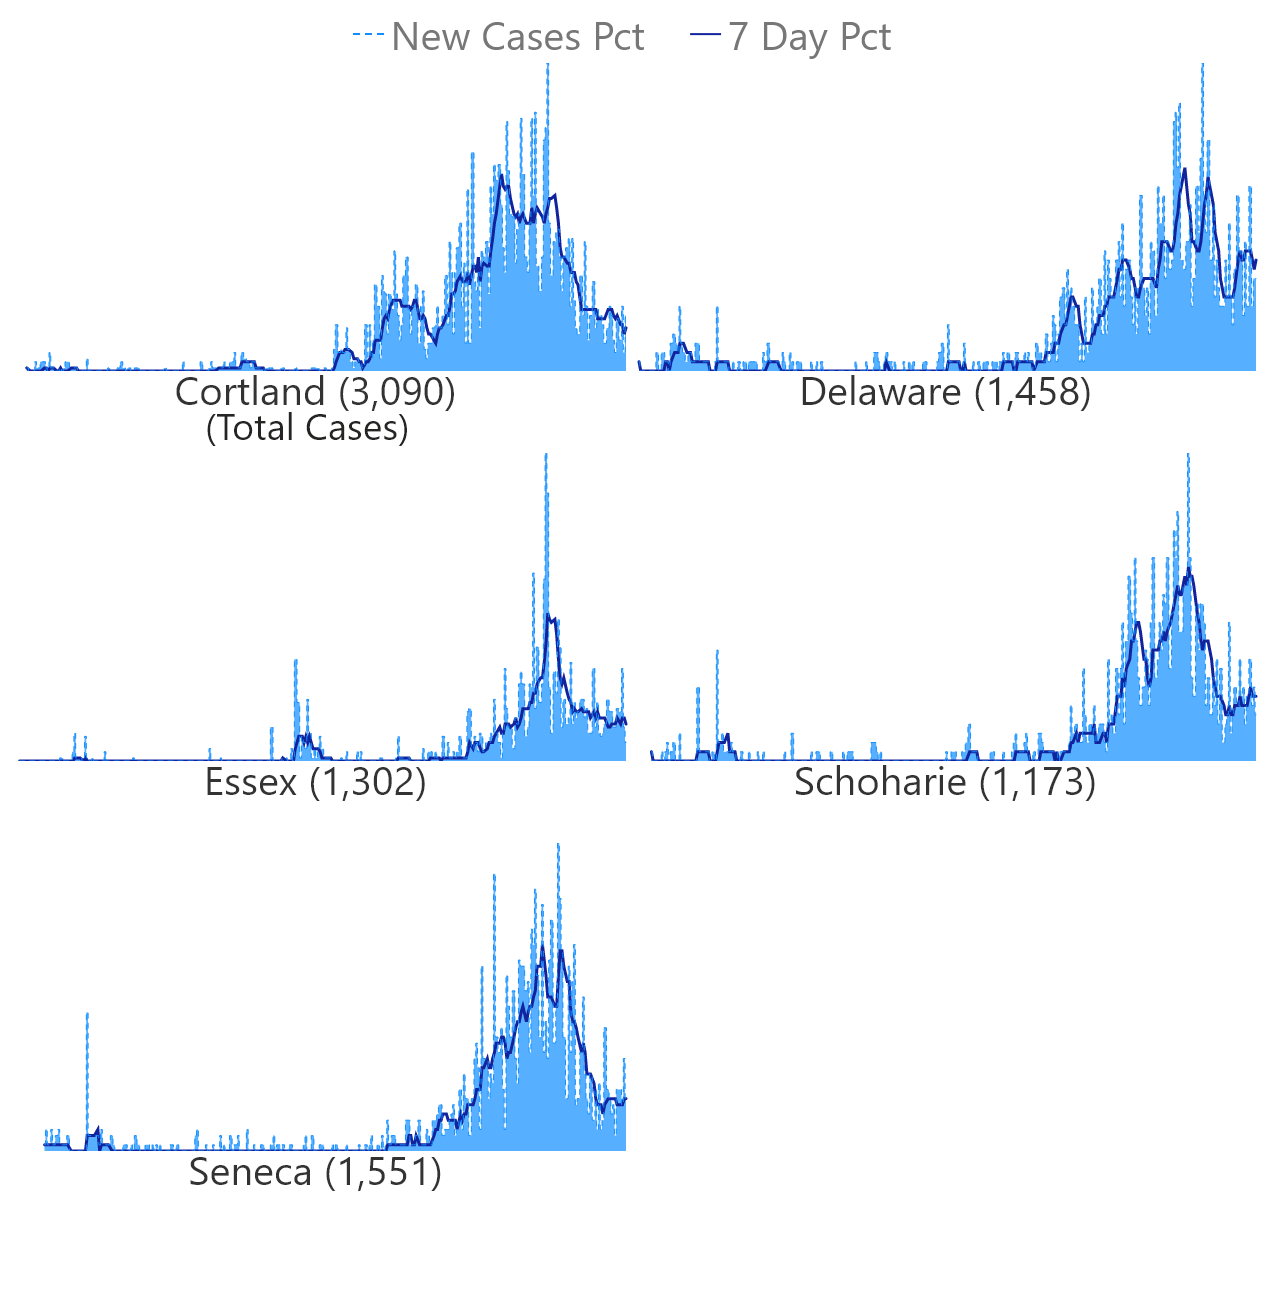 New Cases Pct 7 Day Pct
Cortland (3,090)
(Total Cases)
Delaware (1,458)
Essex (1,302)
Schoharie (1,173)
Seneca (1,551)